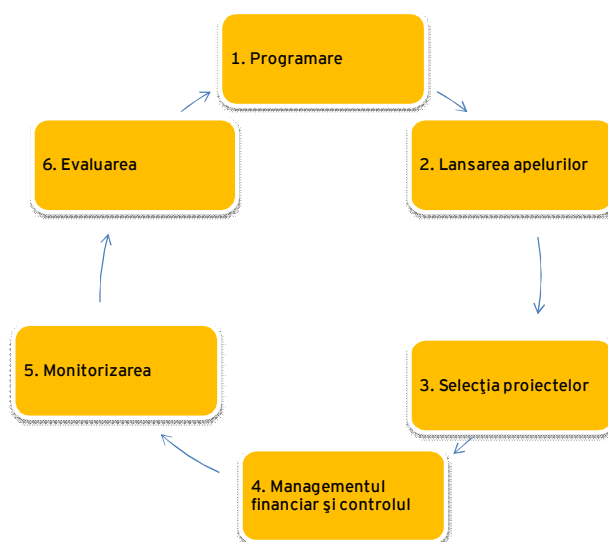 1. Programare
2. Lansarea apelurilor
3. Selecţia proiectelor
4. Managementul
financiar şi controlul
5. Monitorizarea
6. Evaluarea